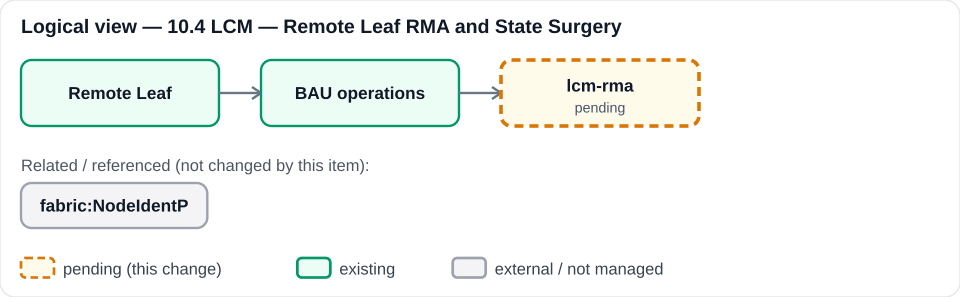 Logical view — 10.4 LCM — Remote Leaf RMA and State Surgery
Remote Leaf
BAU operations
lcm-rma
pending
Related / referenced (not changed by this item):
fabric:NodeIdentP
pending (this change)
existing
external / not managed